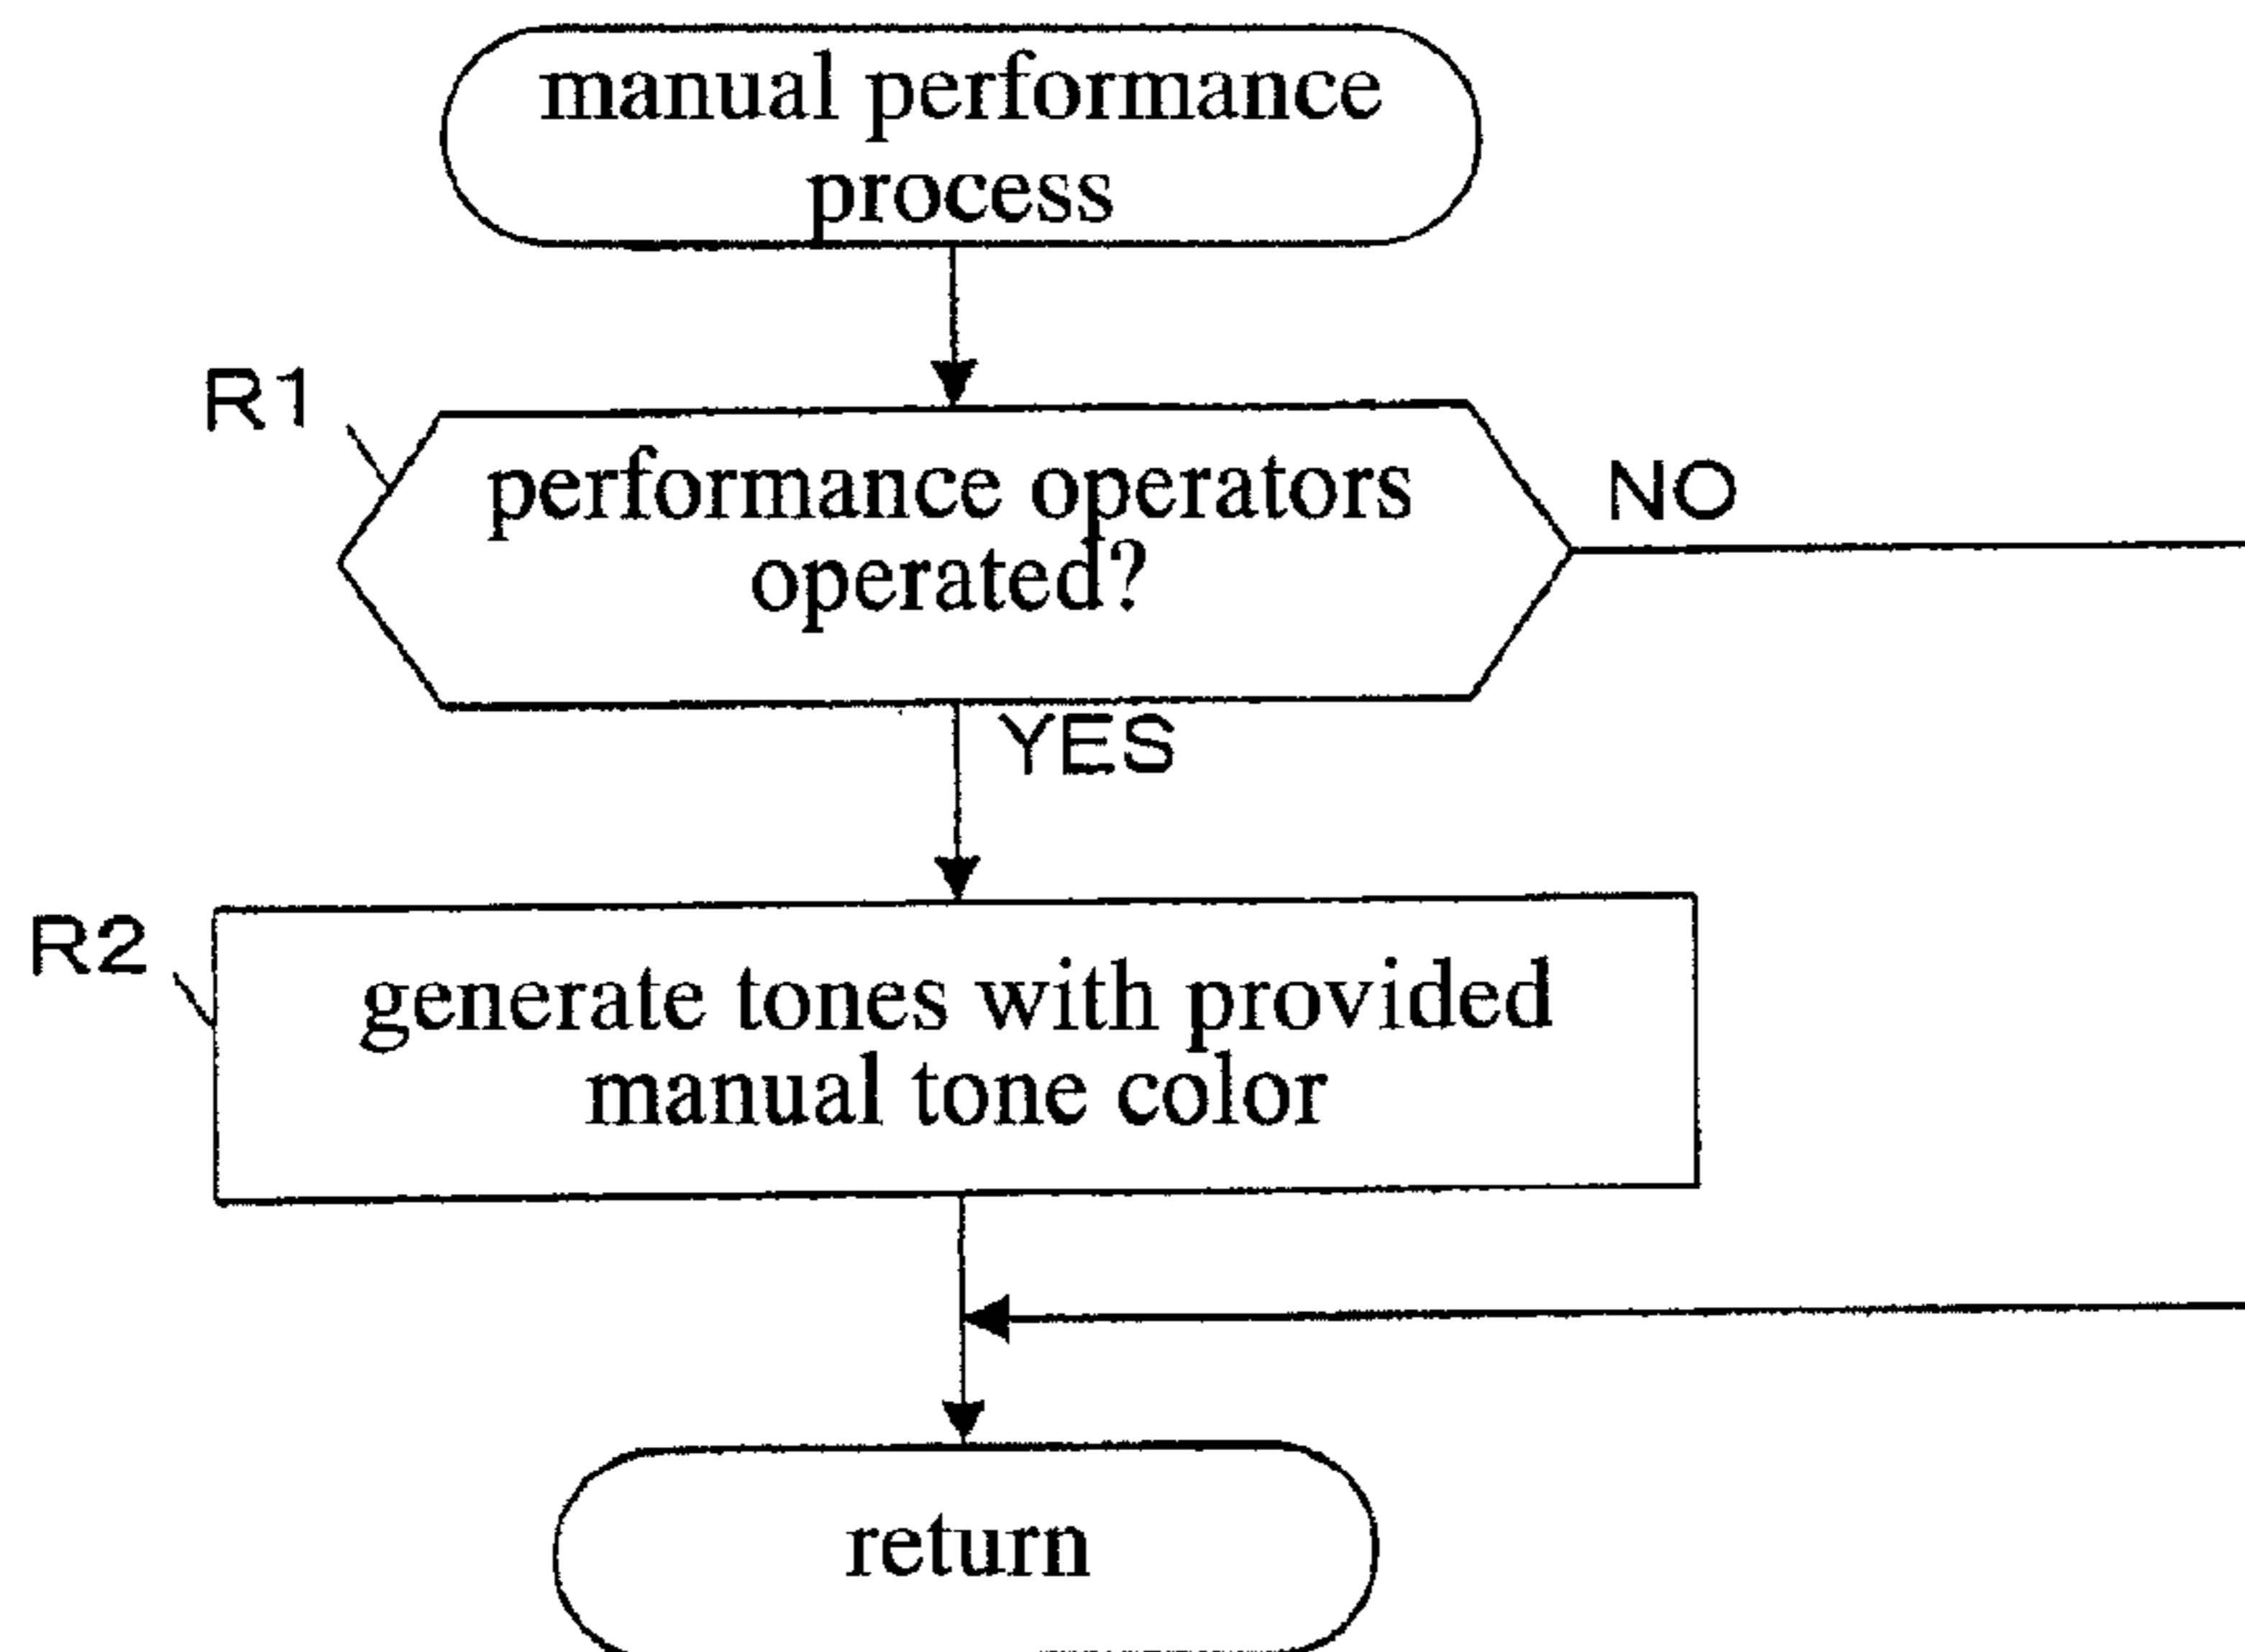 manual performance
process
R1
performance operators
operated?
NO
YES
R2
generate tones with provided
manual tone color
return